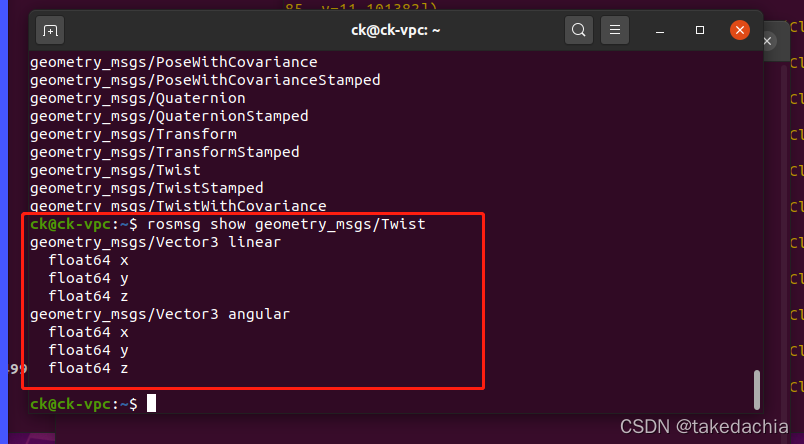 85, y=11.101382])
ck@ck-vpc: ~
geometry_msgs/PoseWithCovariance
geometry_msgs/PoseWithCovarianceStamped
geometry_msgs/Quaternion
geometry_msgs/QuaternionStamped
geometry_msgs/Transform
geometry_msgs/TransformStamped
geometry_msgs/Twist
geometry_msgs/TwistStamped
geometry_msgs/TwistWithCovariance
ck@ck-vpc:~$ rosmsg show geometry_msgs/Twist
geometry_msgs/Vector3 linear
  float64 x
  float64 y
  float64 z
geometry_msgs/Vector3 angular
  float64 x
  float64 y
  float64 z
ck@ck-vpc:~$
CSDN @takedachia